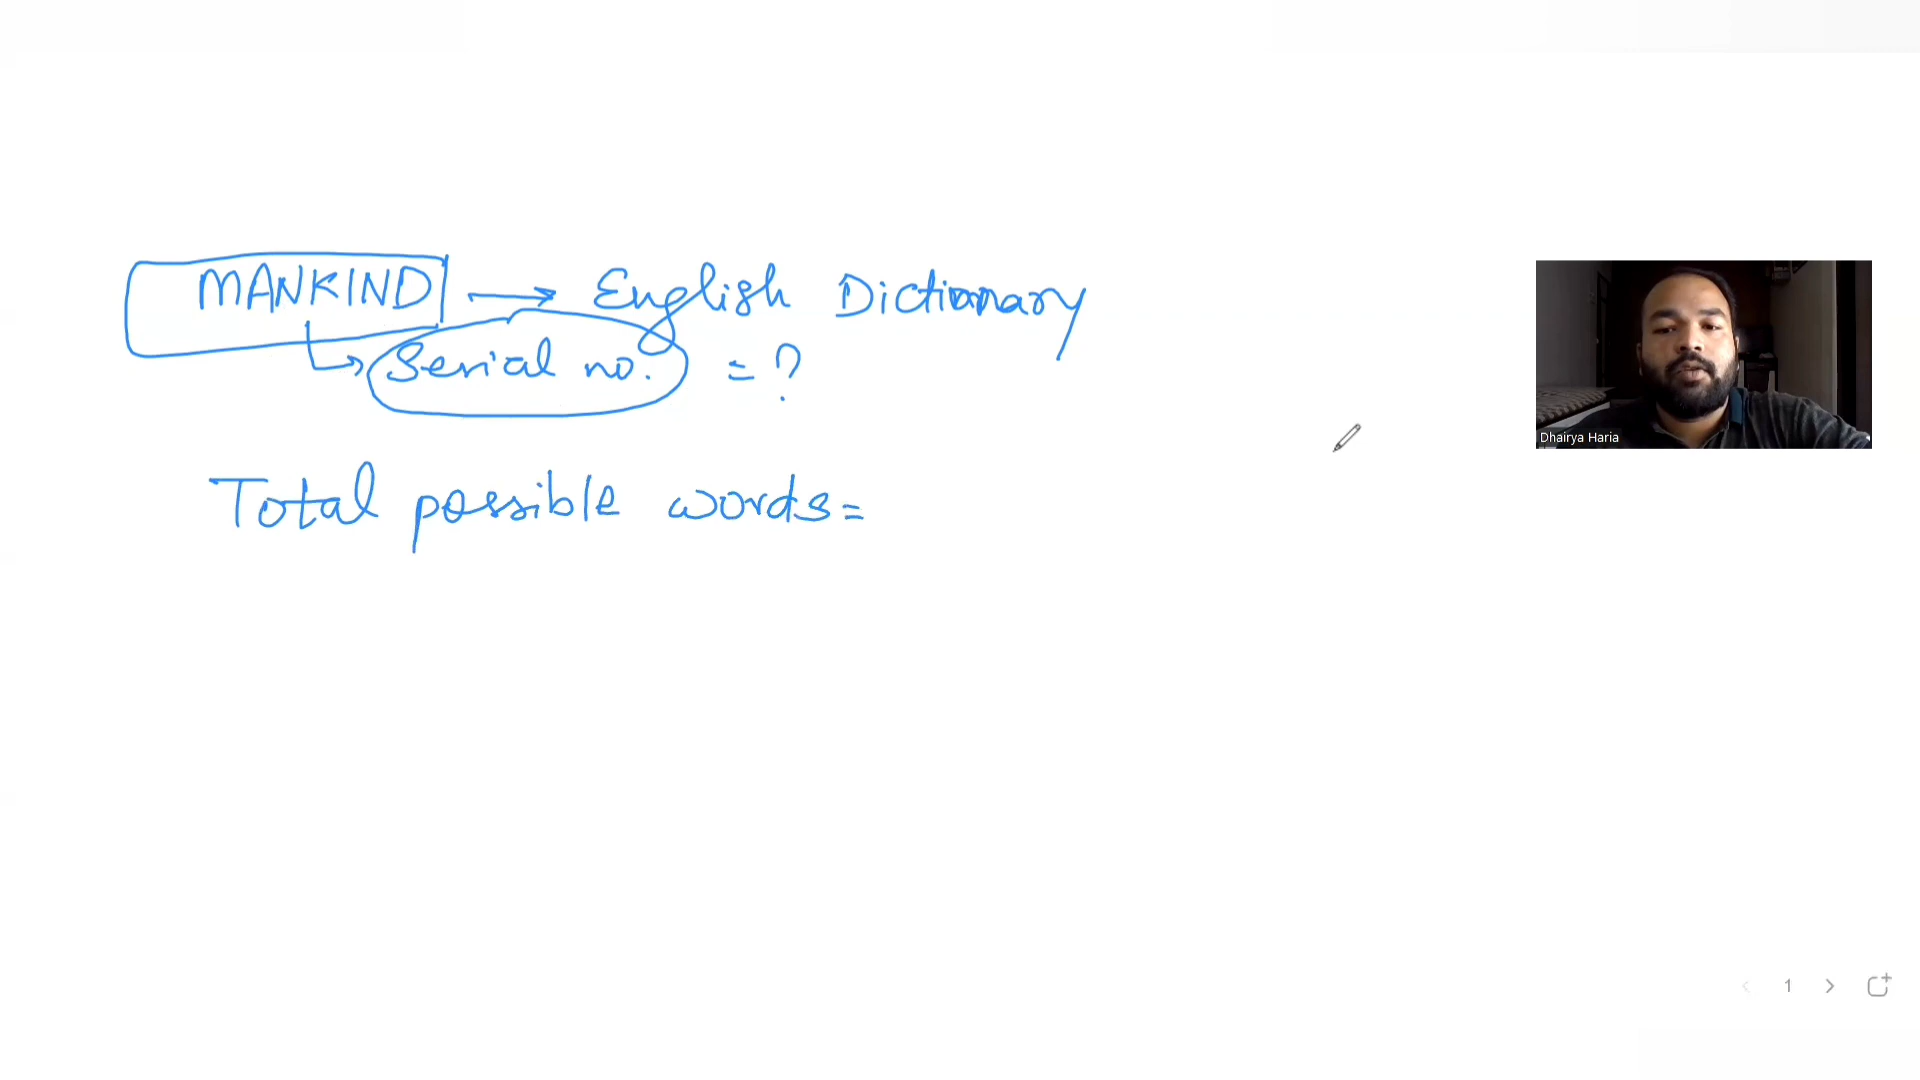 MANKIND → English Dictionary
Serial no. = ?
Total possible words=
Dhairya Haria
1